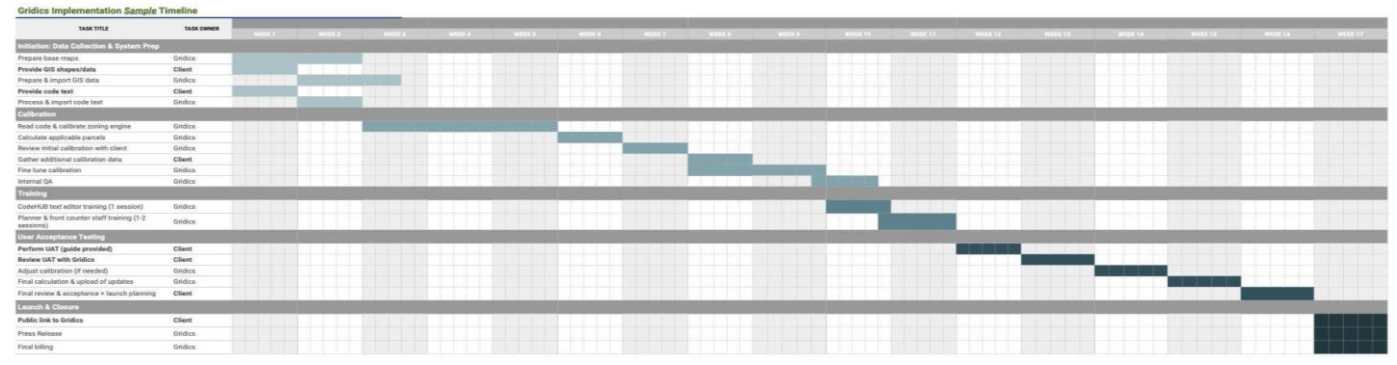 Gridics Implementation Sample Timeline
TASK TITLE TASK OWNER WEEK 1 WEEK 2 WEEK 3 WEEK 4 WEEK 5 WEEK 6 WEEK 7 WEEK 8 WEEK 9 WEEK 10 WEEK 11 WEEK 12 WEEK 13 WEEK 14 WEEK 15 WEEK 16 WEEK 17
Initiation: Data Collection & System Prep
Prepare base maps Gridics
Provide GIS shapes/data Client
Prepare & import GIS data Gridics
Provide code text Client
Process & import code text Gridics
Calibration
Read code & calibrate zoning engine Gridics
Calculate applicable parcels Gridics
Review initial calibration with client Gridics
Gather additional calibration data Client
Fine tune calibration Gridics
Internal QA Gridics
Training
CodeHUB text editor training (1 session) Gridics
Planner & front counter staff training (1-2
sessions) Gridics
User Acceptance Testing
Perform UAT (guide provided) Client
Review UAT with Gridics Client
Adjust calibration (if needed) Gridics
Final calculation & upload of updates Gridics
Final review & acceptance + launch planning Client
Launch & Closure
Public link to Gridics Client
Press Release Gridics
Final billing Gridics